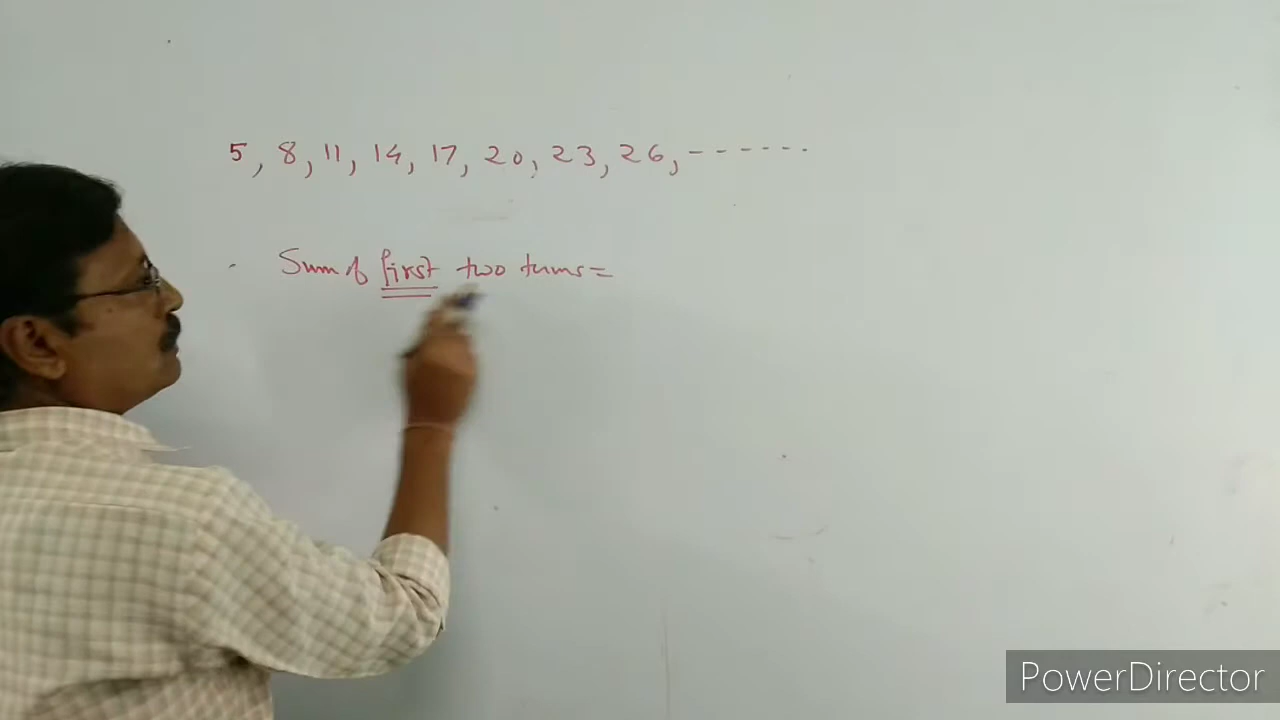 5, 8, 11, 14, 17, 20, 23, 26, ------
Sum of first two terms =
PowerDirector